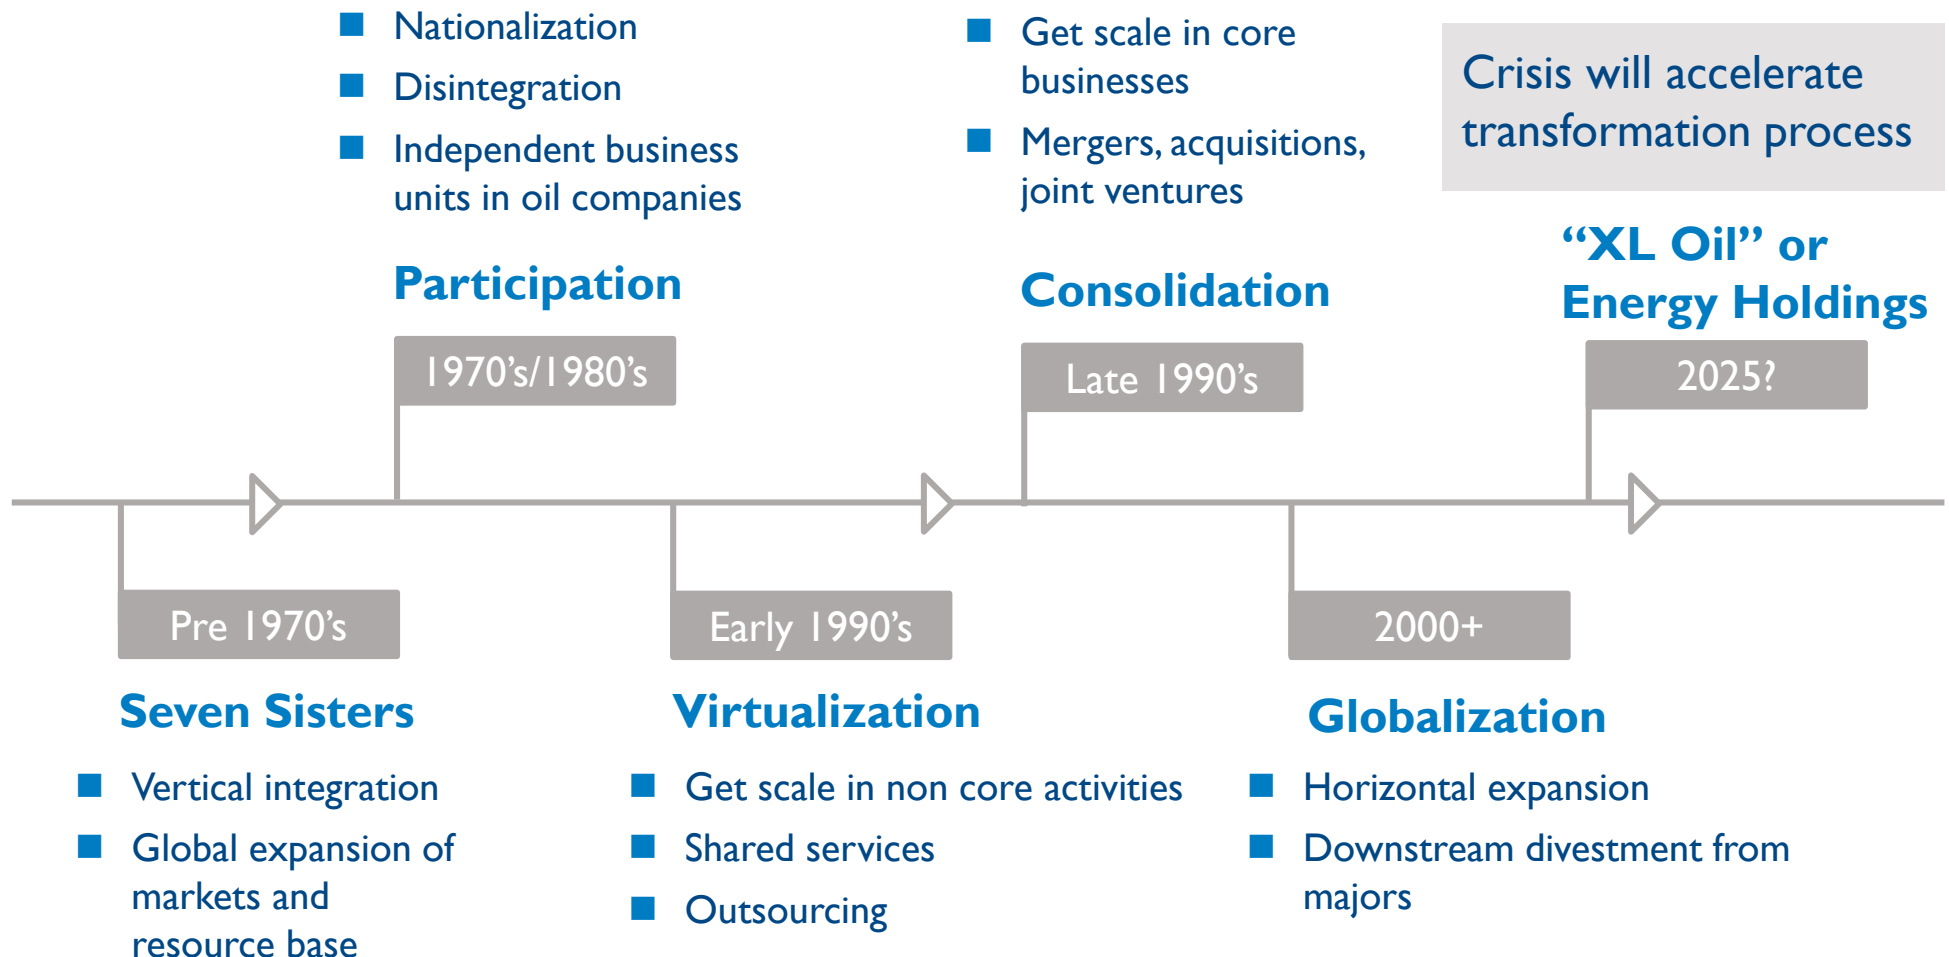 Nationalization
Disintegration
Independent business
units in oil companies
Participation
1970’s/1980’s
Get scale in core
businesses
Mergers, acquisitions,
joint ventures
Consolidation
Late 1990’s
Crisis will accelerate
transformation process
“XL Oil” or
Energy Holdings
2025?
Pre 1970’s
Seven Sisters
Vertical integration
Global expansion of
markets and
resource base
Early 1990’s
Virtualization
Get scale in non core activities
Shared services
Outsourcing
2000+
Globalization
Horizontal expansion
Downstream divestment from
majors